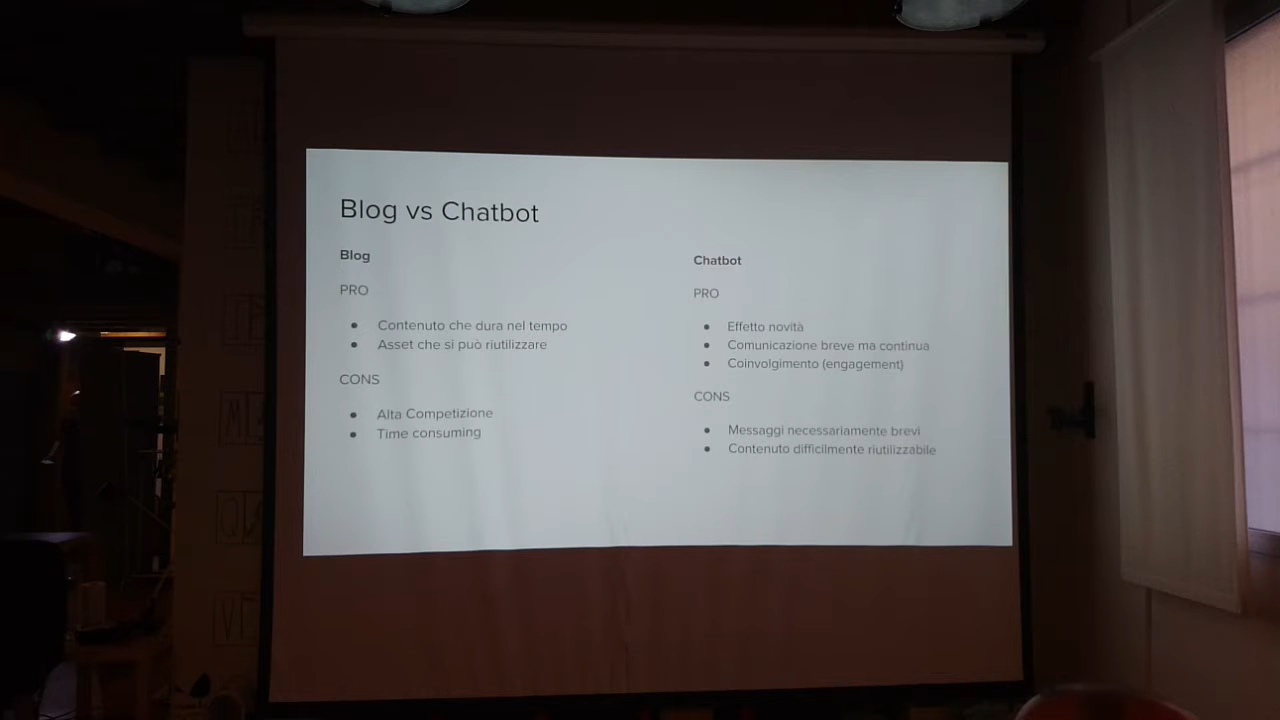 Blog vs Chatbot
Blog
PRO
Contenuto che dura nel tempo
Asset che si può riutilizzare
CONS
Alta Competizione
Time consuming
Chatbot
PRO
Effetto novità
Comunicazione breve ma continua
Coinvolgimento (engagement)
CONS
Messaggi necessariamente brevi
Contenuto difficilmente riutilizzabile